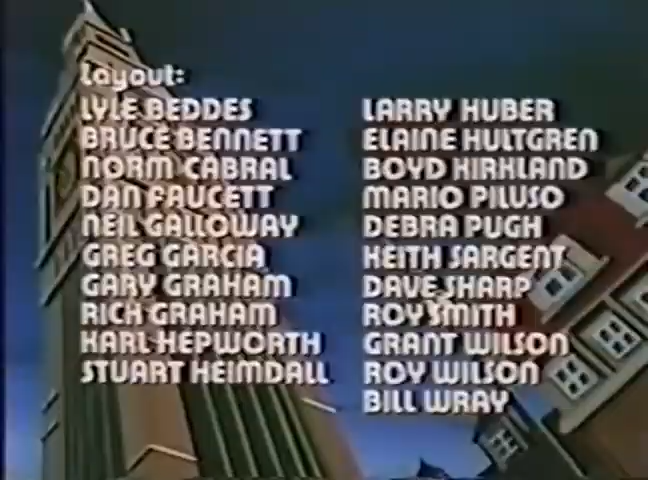 Layout:
LYLE BEDDES
BRUCE BENNETT
NORM CABRAL
DAN FAUCETT
NEIL GALLOWAY
GREG GARCIA
GARY GRAHAM
RICH GRAHAM
KARL HEPWORTH
STUART HEIMDALL
LARRY HUBER
ELAINE HULTGREN
BOYD KIRKLAND
MARIO PILUSO
DEBRA PUGH
KEITH SARGENT
DAVE SHARP
ROY SMITH
GRANT WILSON
ROY WILSON
BILL WRAY